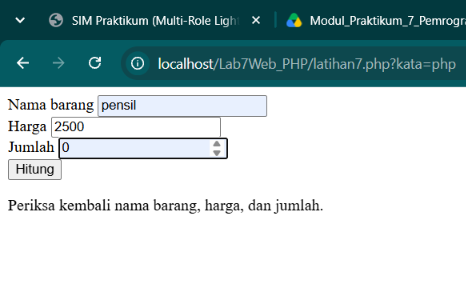 SIM Praktikum (Multi-Role Ligh
Modul_Praktikum_7_Pemrogra
localhost/Lab7Web_PHP/latihan7.php?kata=php
Nama barang pensil
Harga 2500
Jumlah 0
Hitung
Periksa kembali nama barang, harga, dan jumlah.